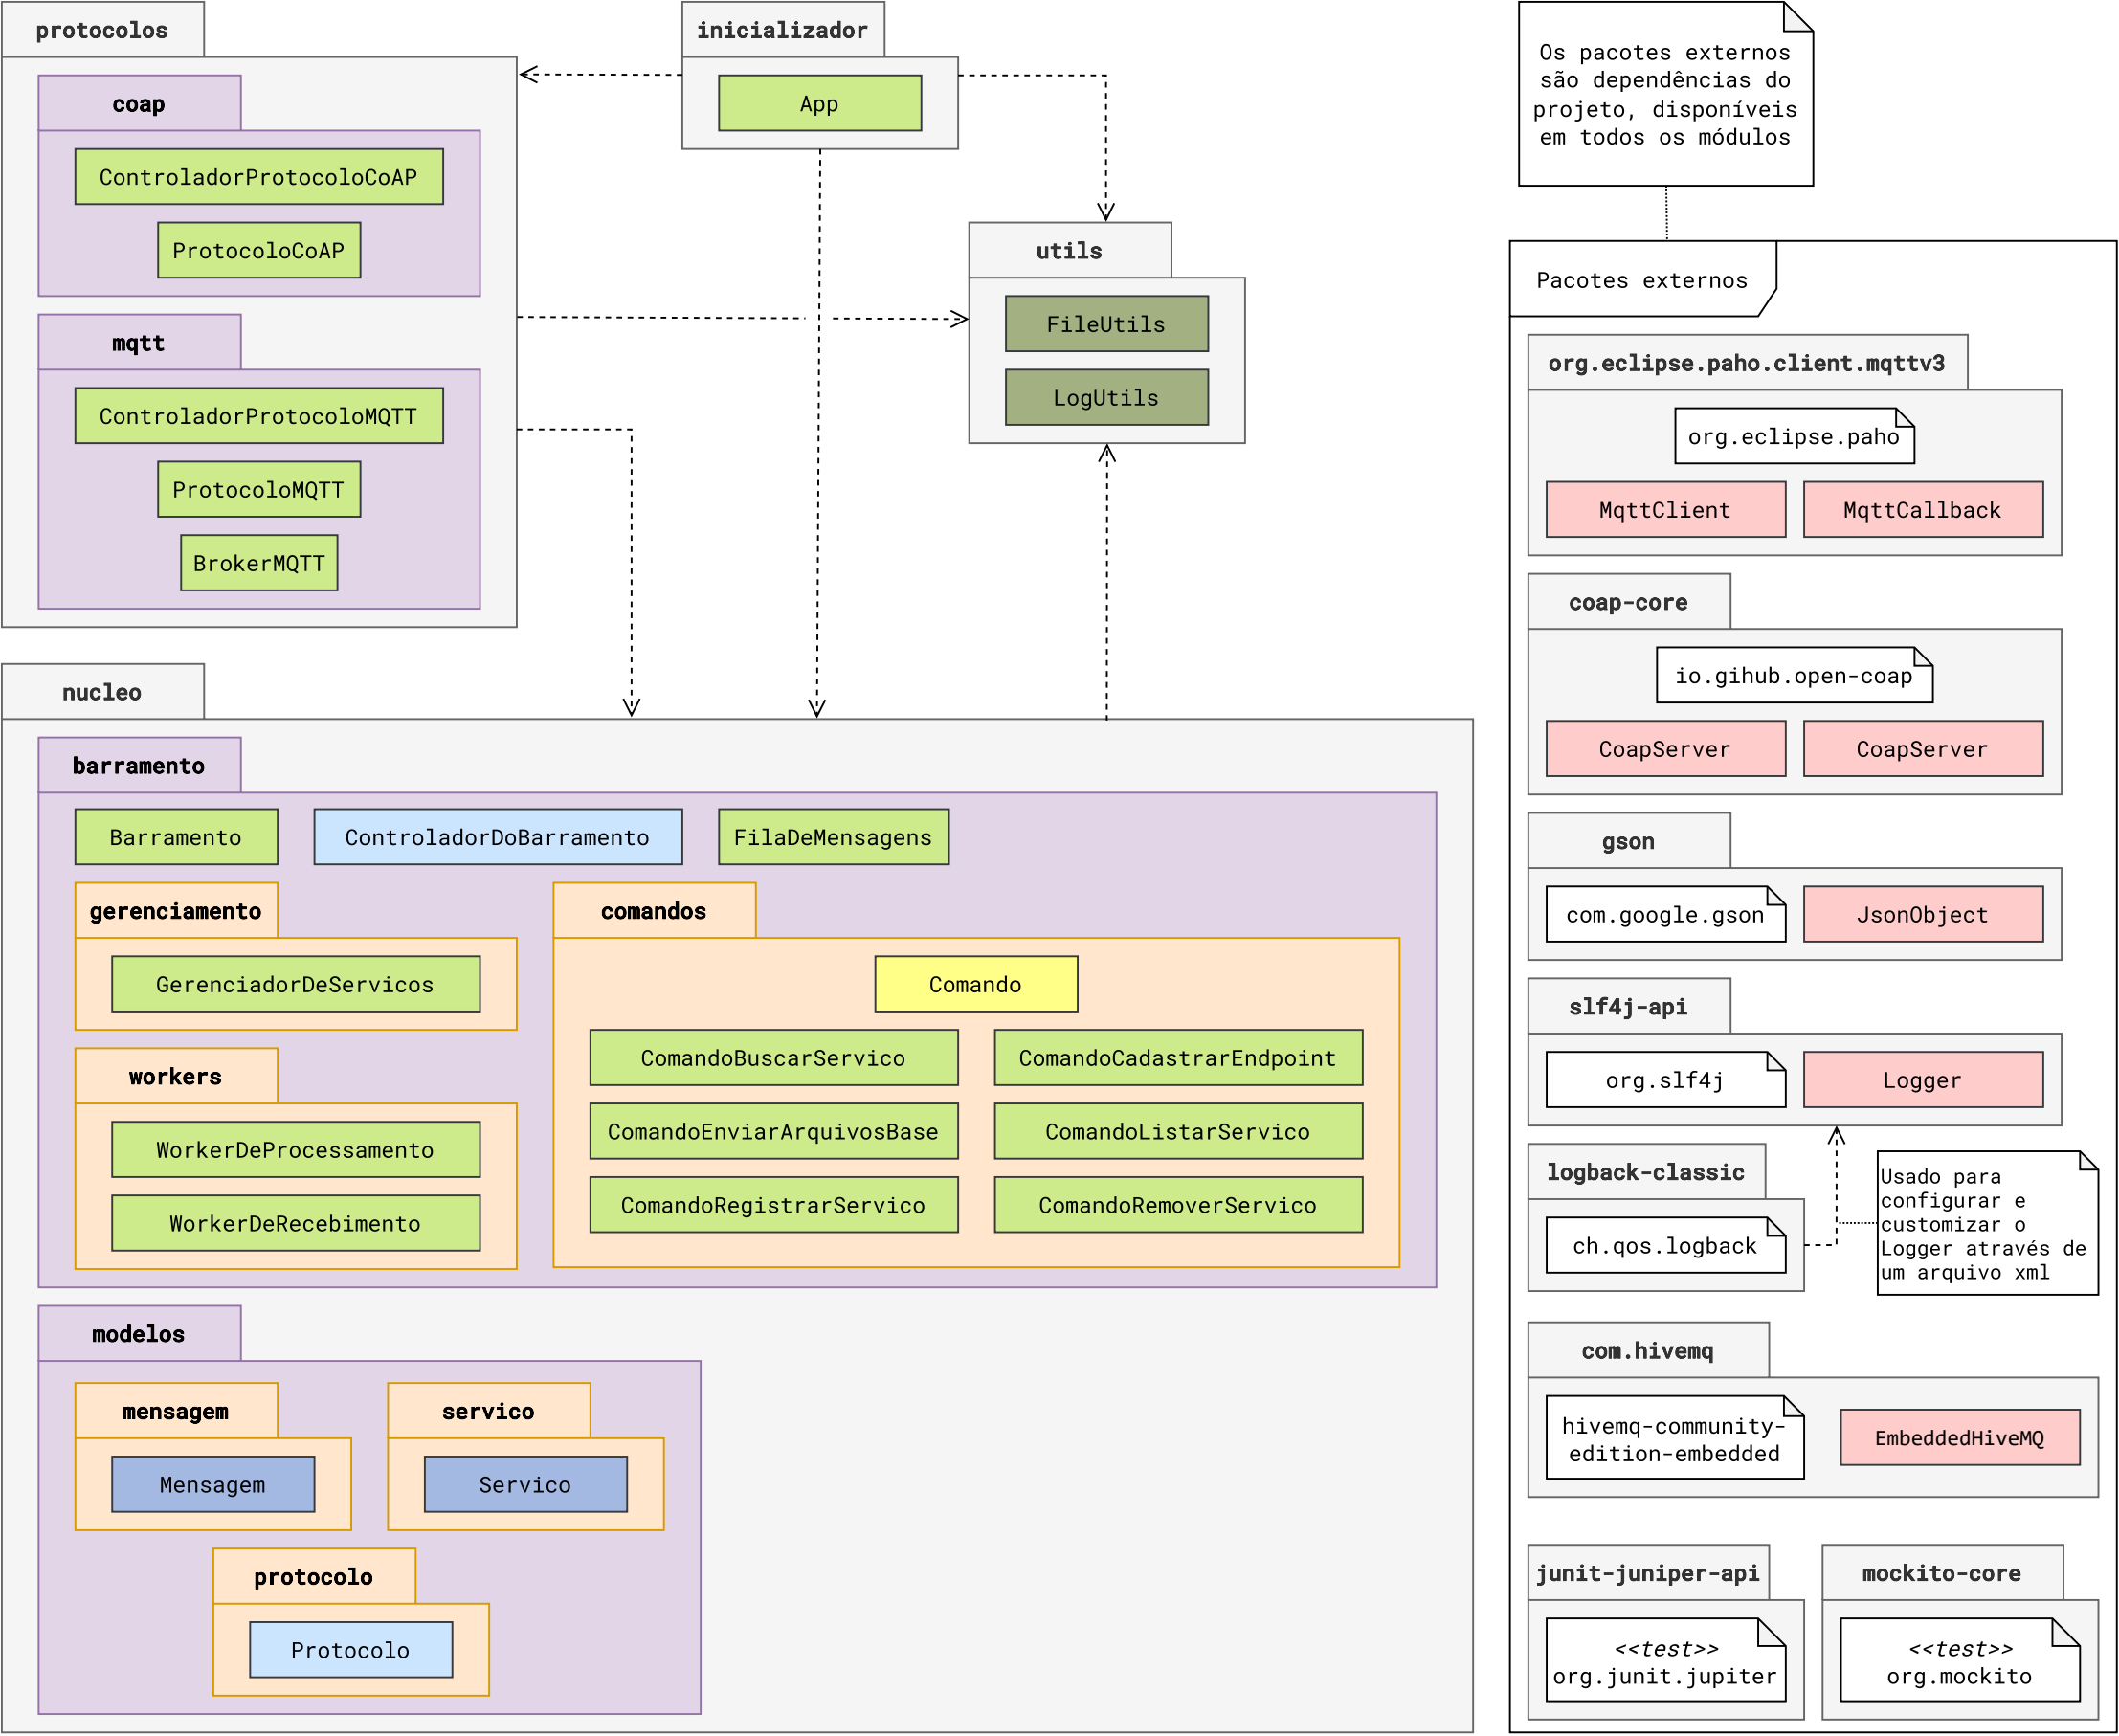 protocolos
coap
ControladorProtocoloCoAP
ProtocoloCoAP
mqtt
ControladorProtocoloMQTT
ProtocoloMQTT
BrokerMQTT
inicializador
App
utils
FileUtils
LogUtils
nucleo
barramento
Barramento
ControladorDoBarramento
FilaDeMensagens
gerenciamento
GerenciadorDeServicos
workers
WorkerDeProcessamento
WorkerDeRecebimento
comandos
Comando
ComandoBuscarServico
ComandoCadastrarEndpoint
ComandoEnviarArquivosBase
ComandoListarServico
ComandoRegistrarServico
ComandoRemoverServico
modelos
mensagem
Mensagem
servico
Servico
protocolo
Protocolo
Os pacotes externos
são dependências do
projeto, disponíveis
em todos os módulos
Pacotes externos
org.eclipse.paho.client.mqttv3
org.eclipse.paho
MqttClient
MqttCallback
coap-core
io.gihub.open-coap
CoapServer
CoapServer
gson
com.google.gson
JsonObject
slf4j-api
org.slf4j
Logger
logback-classic
ch.qos.logback
Usado para
configurar e
customizar o
Logger através de
um arquivo xml
com.hivemq
hivemq-community-
edition-embedded
EmbeddedHiveMQ
junit-juniper-api
<<test>>
org.junit.jupiter
mockito-core
<<test>>
org.mockito